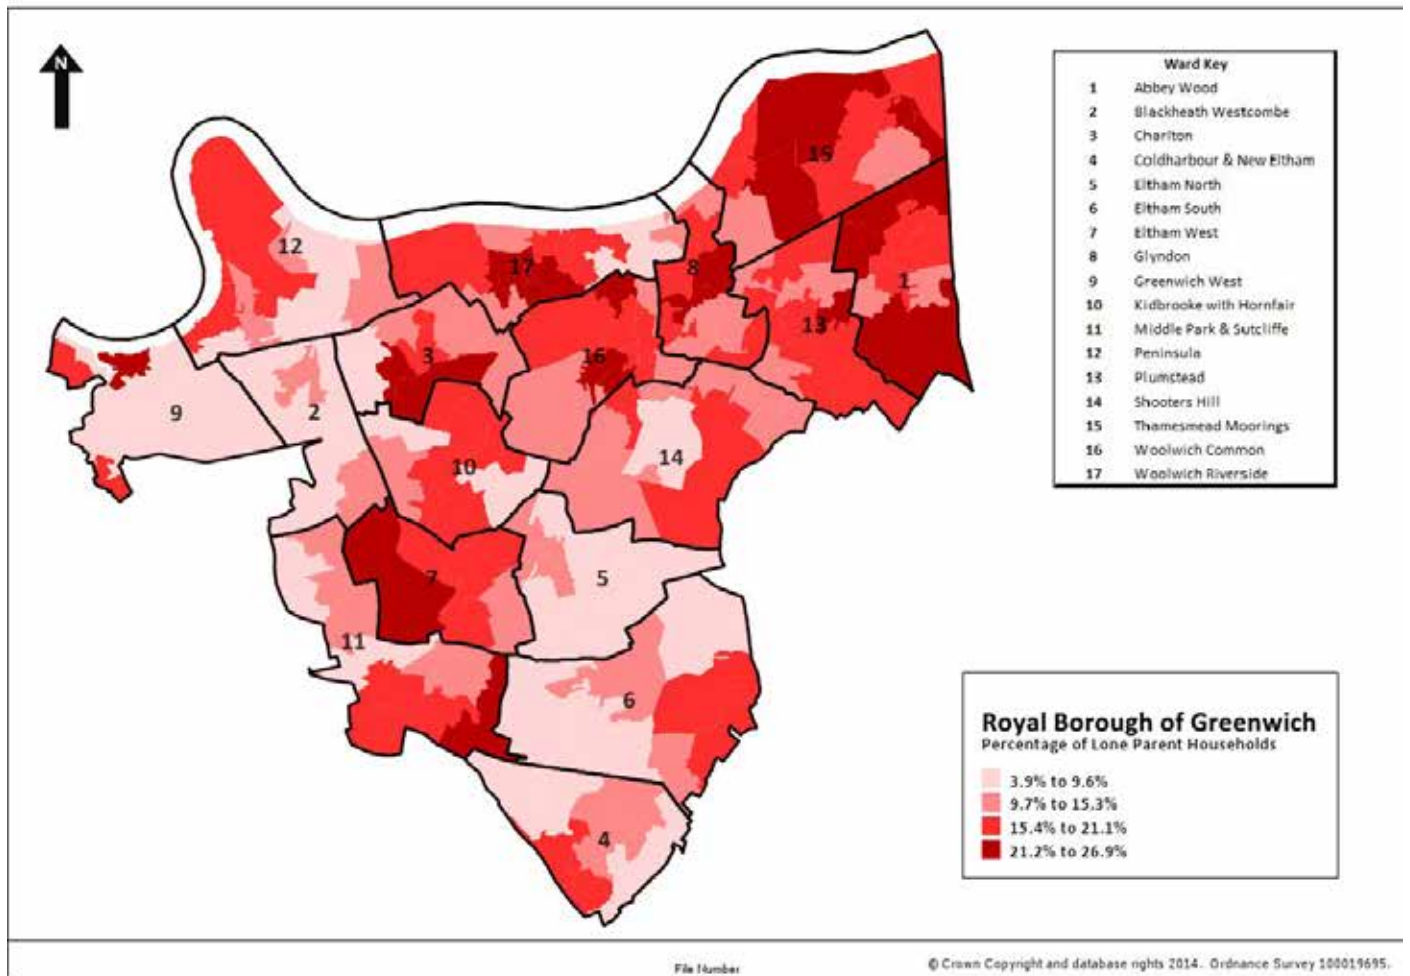 N
Ward Key
1 Abbey Wood
2 Blackheath Westcombe
3 Charlton
4 Coldharbour & New Eltham
5 Eltham North
6 Eltham South
7 Eltham West
8 Glyndon
9 Greenwich West
10 Kidbrooke with Hornfair
11 Middle Park & Sutcliffe
12 Peninsula
13 Plumstead
14 Shooters Hill
15 Thamesmead Moorings
16 Woolwich Common
17 Woolwich Riverside
15
12
17
8
1
13
3
16
9
2
10
14
7
5
11
6
4
Royal Borough of Greenwich
Percentage of Lone Parent Households
3.9% to 9.6%
9.7% to 15.3%
15.4% to 21.1%
21.2% to 26.9%
File Number
© Crown Copyright and database rights 2014. Ordnance Survey 100019695.